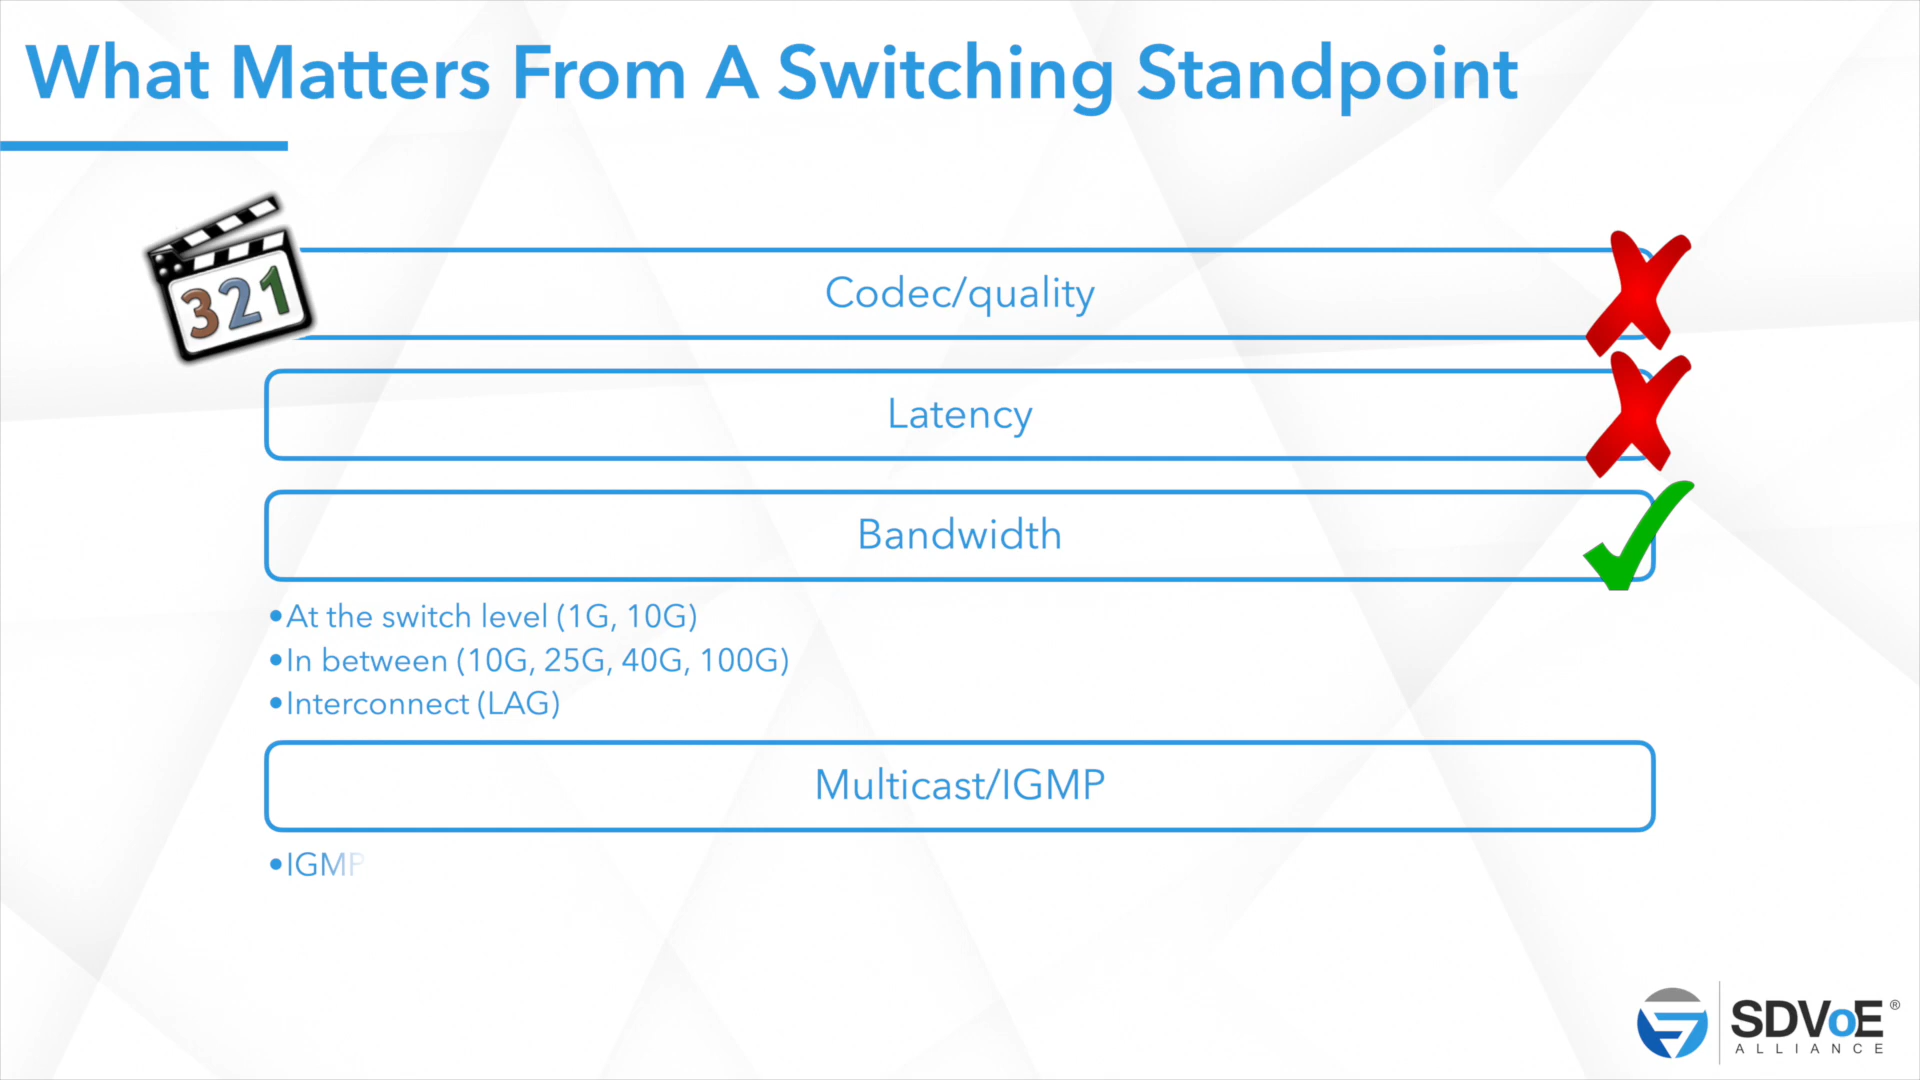 What Matters From A Switching Standpoint
321
Codec/quality
Latency
Bandwidth
•At the switch level (1G, 10G)
•In between (10G, 25G, 40G, 100G)
•Interconnect (LAG)
Multicast/IGMP
•IGMP
SDVoE®
ALLIANCE